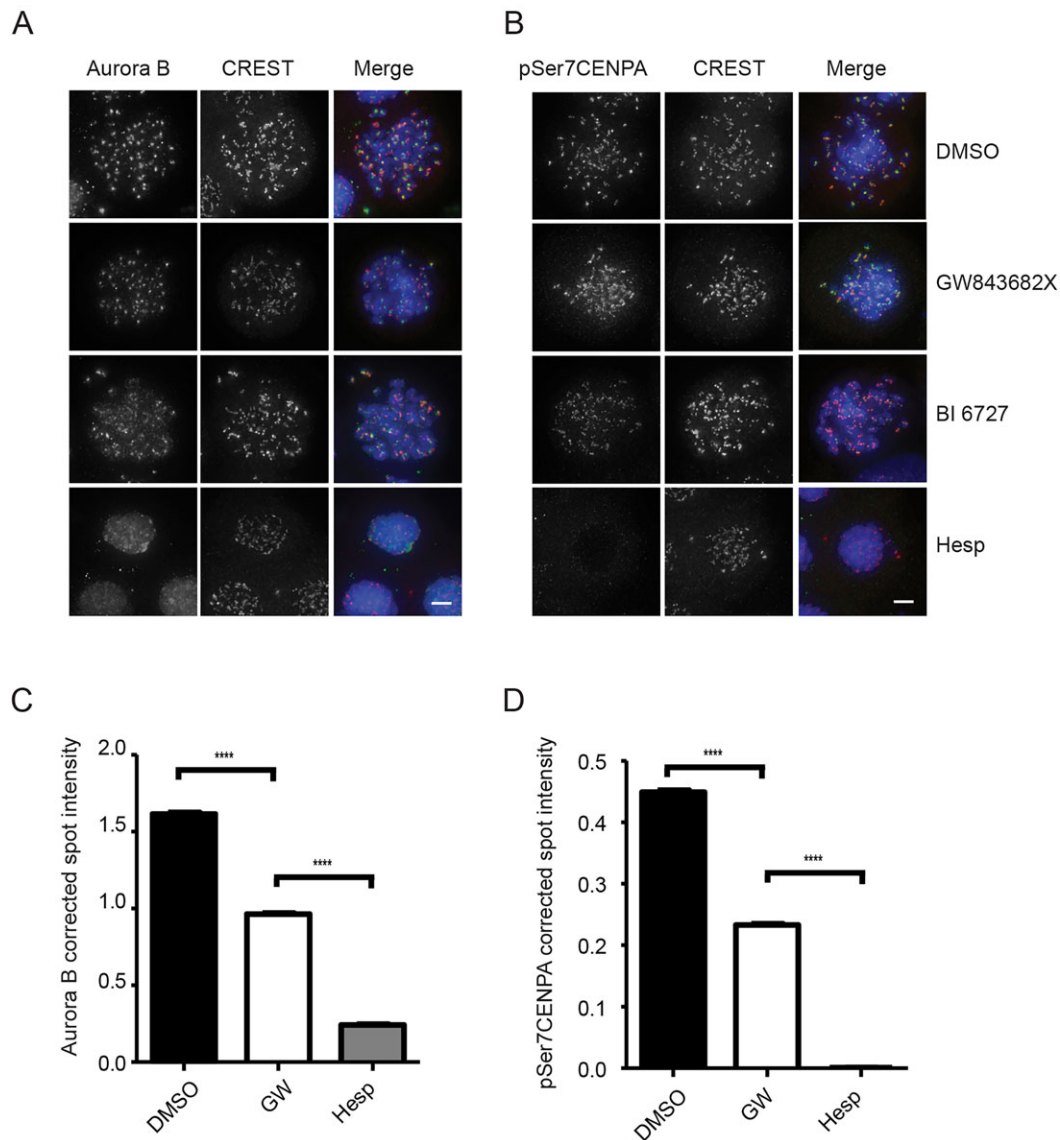 A
B
Aurora B CREST Merge
pSer7CENPA CREST Merge
DMSO
GW843682X
BI 6727
Hesp
C
D
Aurora B corrected spot intensity
2.0
1.5
1.0
0.5
0.0
****
****
DMSO GW Hesp
pSer7CENPA corrected spot intensity
0.5
0.4
0.3
0.2
0.1
0.0
****
****
DMSO GW Hesp